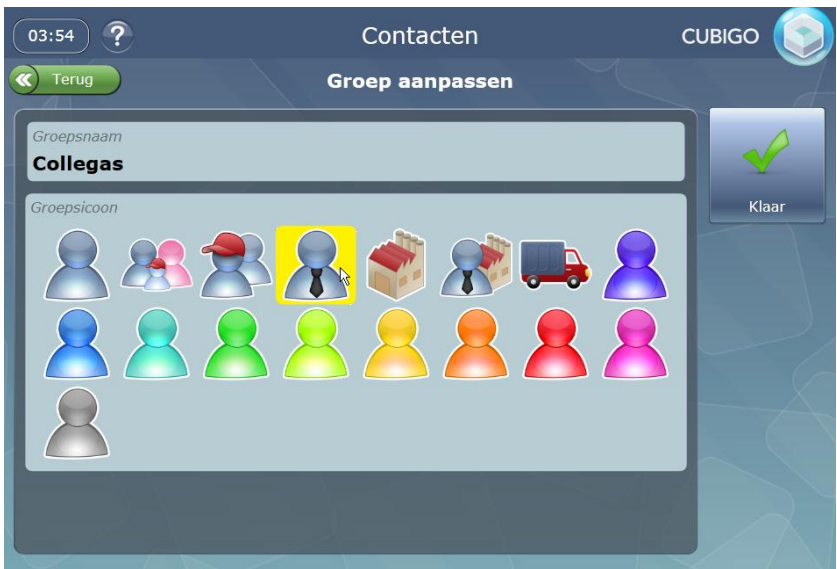 03:54 ? Contacten CUBIGO
Terug Groep aanpassen
Groepsnaam
Collegas
Klaar
Groepsicoon